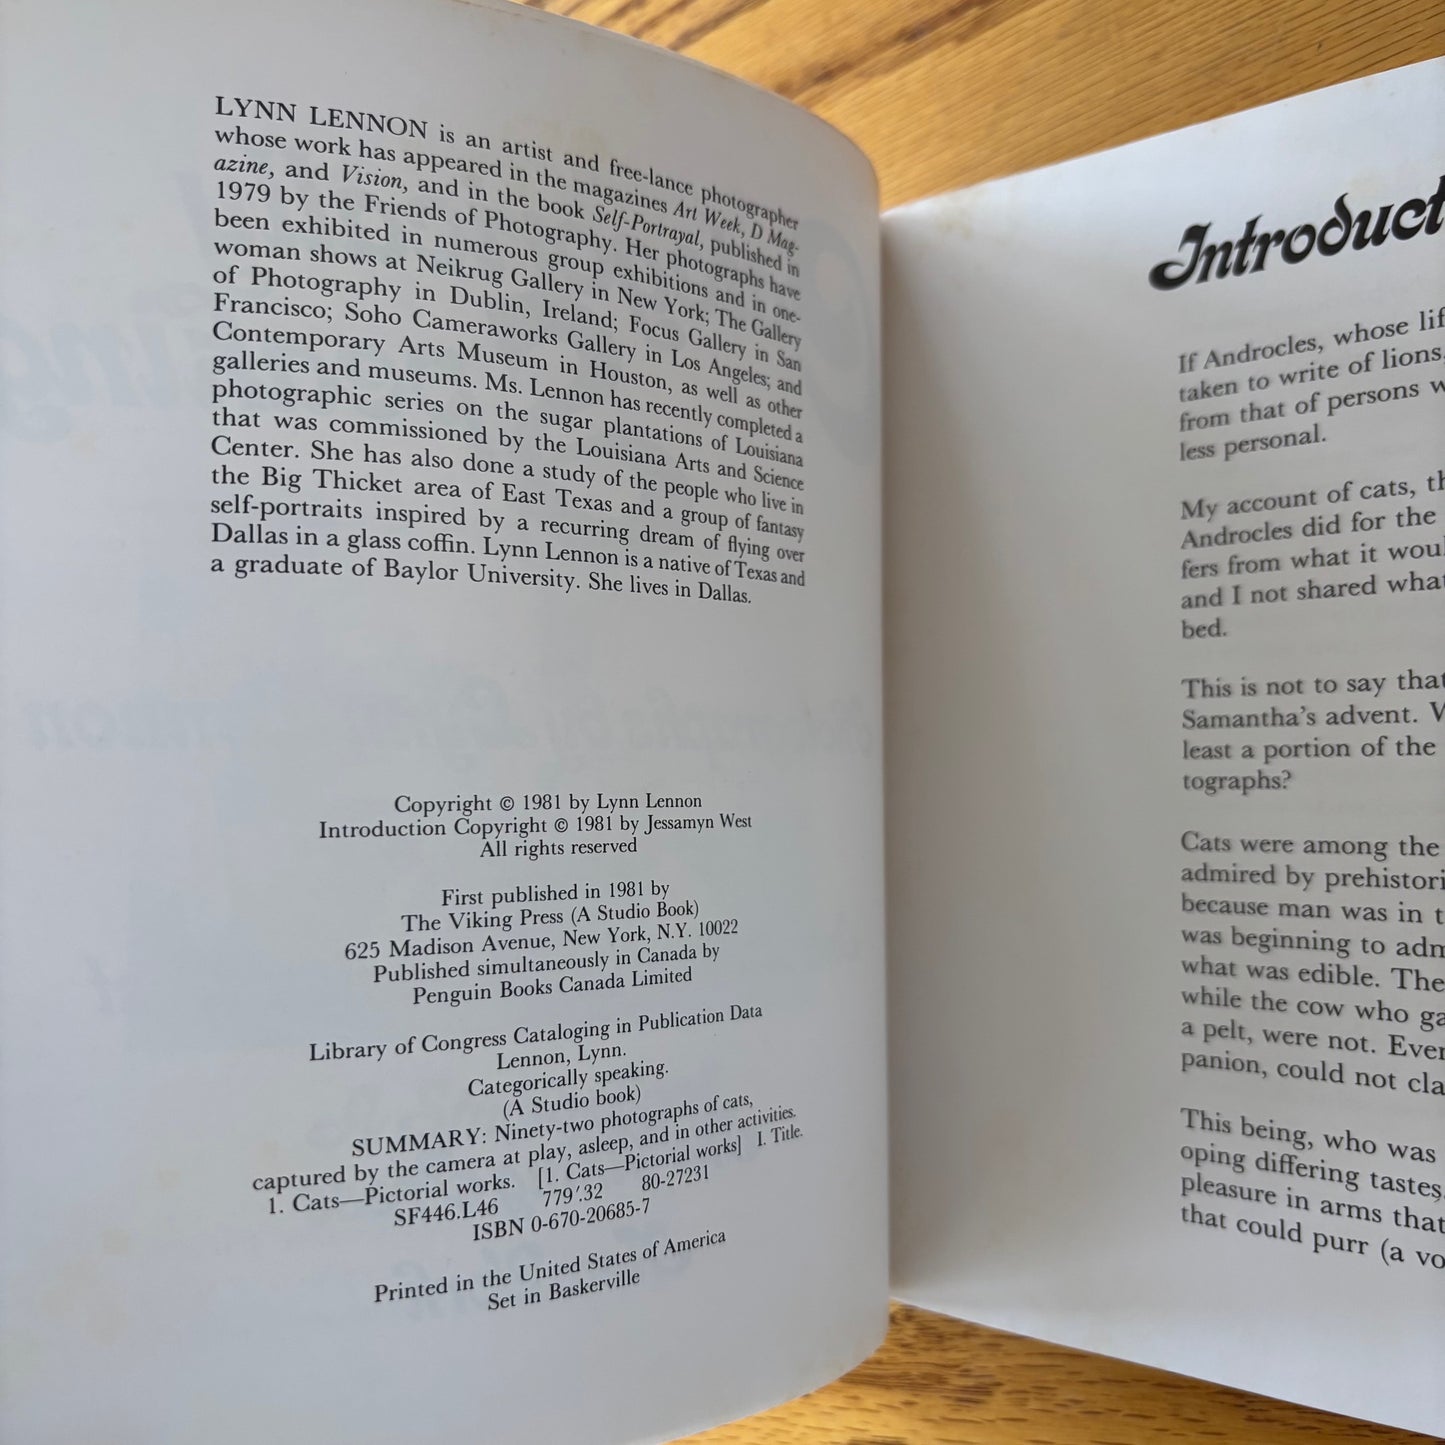 LYNN LENNON is an artist and free-lance photographer
whose work has appeared in the magazines Art Week, D Mag-
azine, and Vision, and in the book Self-Portrayal, published in
1979 by the Friends of Photography. Her photographs have
been exhibited in numerous group exhibitions and in one-
woman shows at Neikrug Gallery in New York; The Gallery
of Photography in Dublin, Ireland; Focus Gallery in San
Francisco; Soho Cameraworks Gallery in Los Angeles; and
Contemporary Arts Museum in Houston, as well as other
galleries and museums. Ms. Lennon has recently completed a
photographic series on the sugar plantations of Louisiana
that was commissioned by the Louisiana Arts and Science
Center. She has also done a study of the people who live in
the Big Thicket area of East Texas and a group of fantasy
self-portraits inspired by a recurring dream of flying over
Dallas in a glass coffin. Lynn Lennon is a native of Texas and
a graduate of Baylor University. She lives in Dallas.
Copyright © 1981 by Lynn Lennon
Introduction Copyright © 1981 by Jessamyn West
All rights reserved
First published in 1981 by
The Viking Press (A Studio Book)
625 Madison Avenue, New York, N.Y. 10022
Published simultaneously in Canada by
Penguin Books Canada Limited
Library of Congress Cataloging in Publication Data
Lennon, Lynn.
Categorically speaking.
(A Studio book)
SUMMARY: Ninety-two photographs of cats,
captured by the camera at play, asleep, and in other activities.
1. Cats—Pictorial works. [1. Cats—Pictorial works] I. Title.
SF446.L46 779'.32 80-27231
ISBN 0-670-20685-7
Printed in the United States of America
Set in Baskerville
Introduct
If Androcles, whose lif
taken to write of lions,
from that of persons w
less personal.
My account of cats, th
Androcles did for the
fers from what it woul
and I not shared what
bed.
This is not to say that
Samantha's advent. W
least a portion of the
tographs?
Cats were among the
admired by prehistori
because man was in t
was beginning to adm
what was edible. The
while the cow who ga
a pelt, were not. Even
panion, could not cla
This being, who was
oping differing tastes,
pleasure in arms that
that could purr (a vo